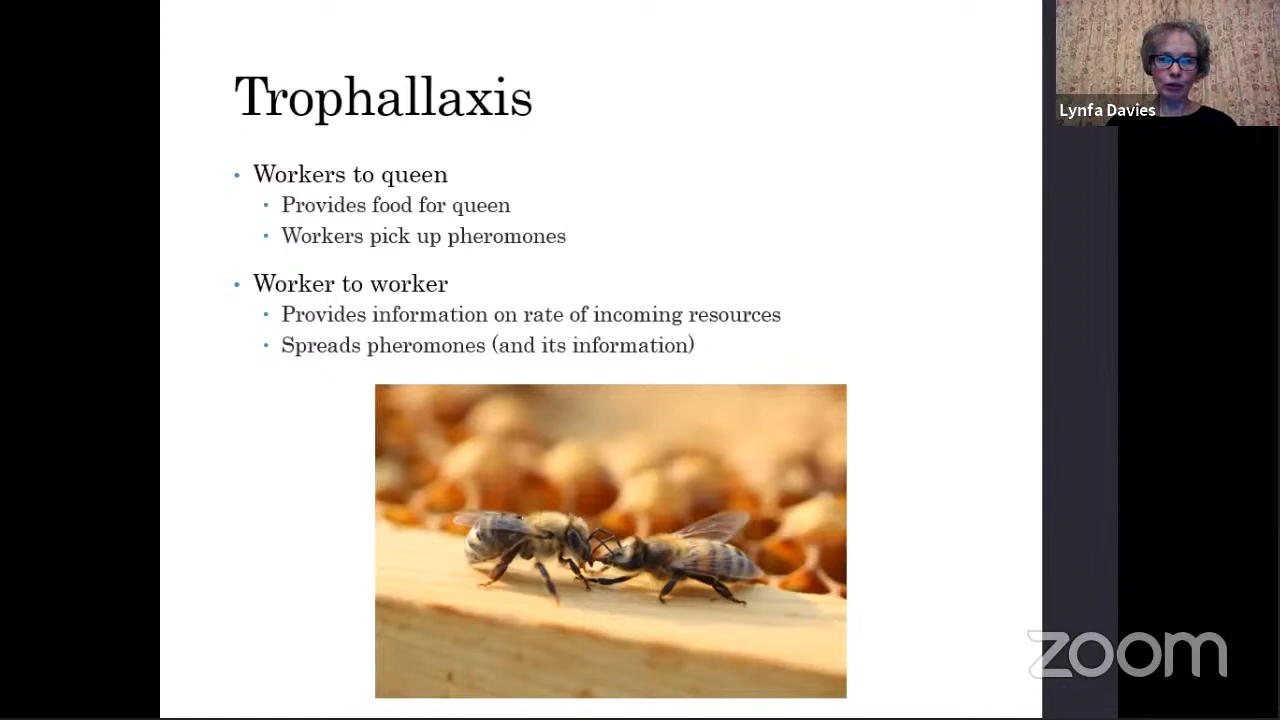 Trophallaxis
• Workers to queen
• Provides food for queen
• Workers pick up pheromones
• Worker to worker
• Provides information on rate of incoming resources
• Spreads pheromones (and its information)
Lynfa Davies
zoom